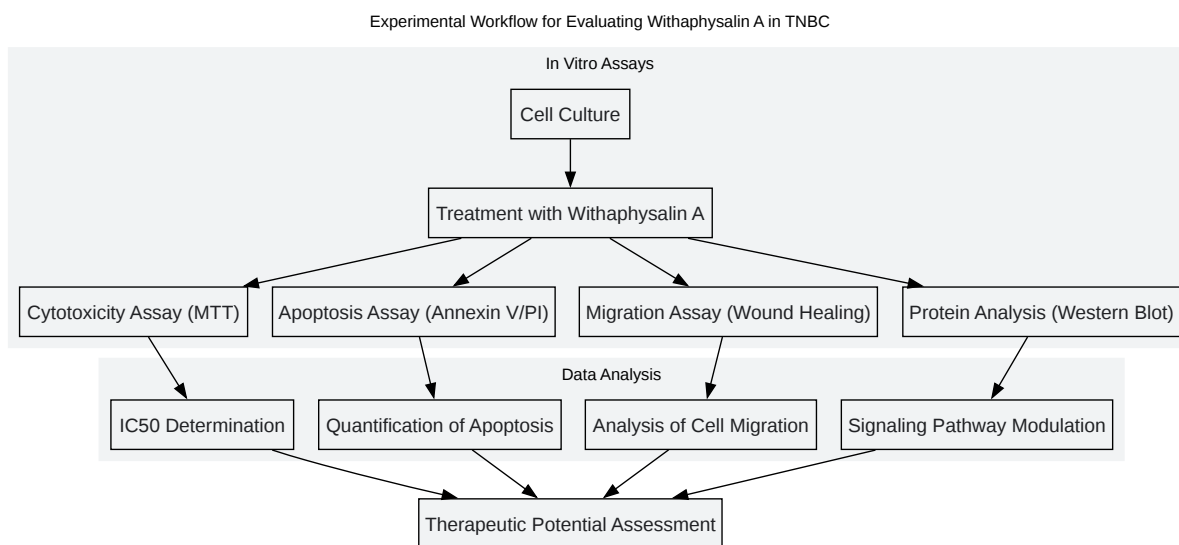 Experimental Workflow for Evaluating Withaphysalin A in TNBC
In Vitro Assays
Cell Culture
Treatment with Withaphysalin A
Cytotoxicity Assay (MTT)
Apoptosis Assay (Annexin V/PI)
Migration Assay (Wound Healing)
Protein Analysis (Western Blot)
Data Analysis
IC50 Determination
Quantification of Apoptosis
Analysis of Cell Migration
Signaling Pathway Modulation
Therapeutic Potential Assessment